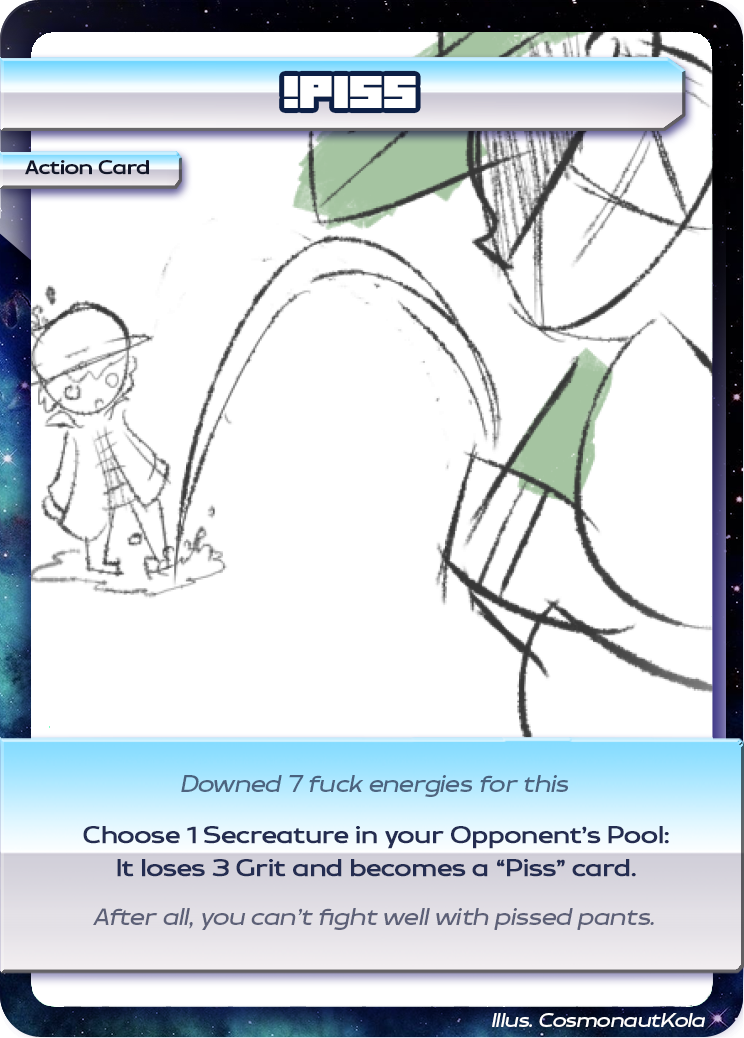 !PISS
Action Card
Downed 7 fuck energies for this
Choose 1 Secreature in your Opponent's Pool:
It loses 3 Grit and becomes a “Piss” card.
After all, you can't fight well with pissed pants.
Illus. CosmonautKola